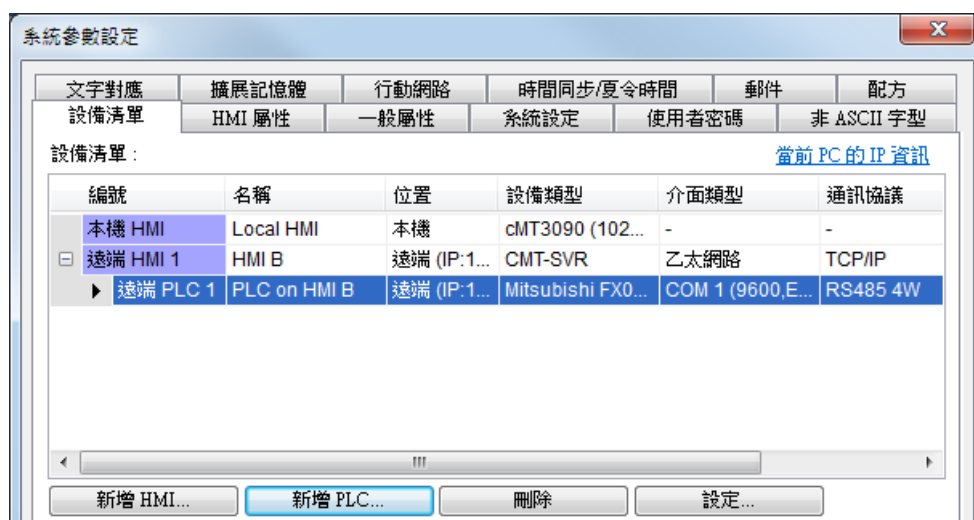 系統參數設定
文字對應 擴展記憶體 行動網路 時間同步/夏令時間 郵件 配方
設備清單 HMI 屬性 一般屬性 系統設定 使用者密碼 非 ASCII 字型
設備清單 : 當前 PC 的 IP 資訊
編號 名稱 位置 設備類型 介面類型 通訊協議
本機 HMI Local HMI 本機 cMT3090 (102... - -
遠端 HMI 1 HMI B 遠端 (IP:1... CMT-SVR 乙太網路 TCP/IP
遠端 PLC 1 PLC on HMI B 遠端 (IP:1... Mitsubishi FX0... COM 1 (9600,E... RS485 4W
新增 HMI... 新增 PLC... 刪除 設定...